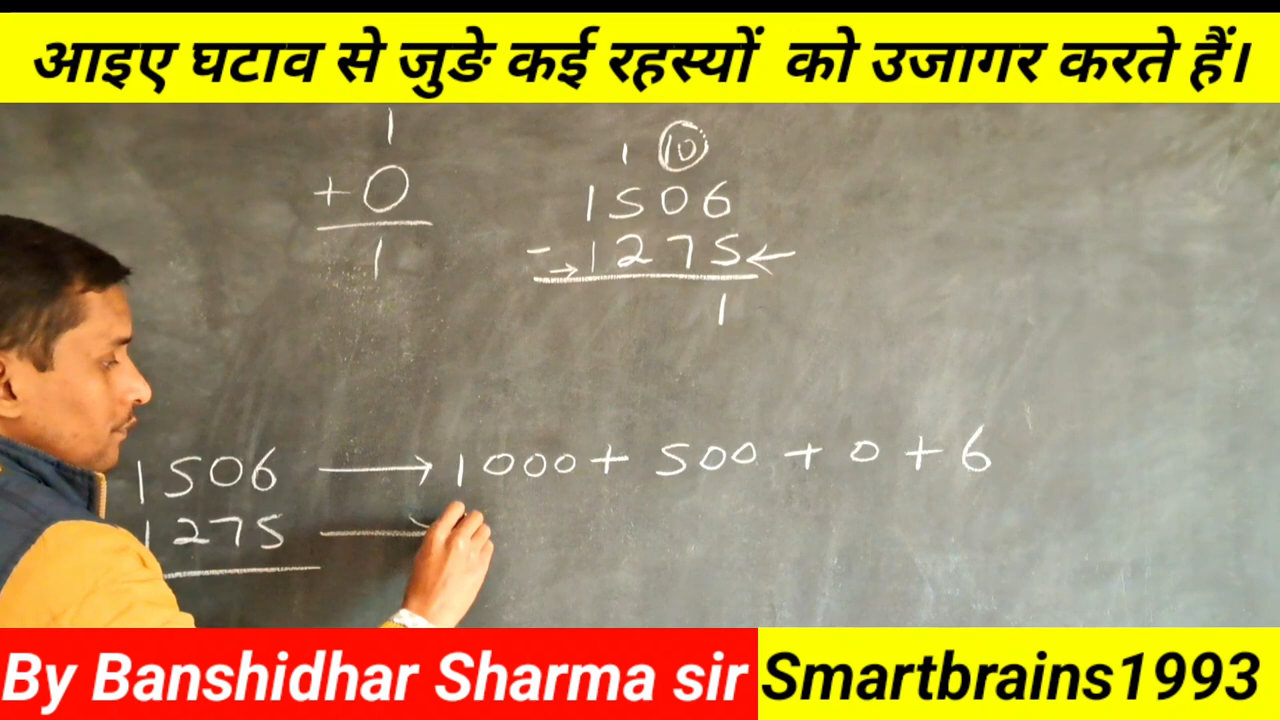 आइए घटाव से जुङे कई रहस्यों को उजागर करते हैं।
1
+0
1
1 10
1506
- → 1275 ←
1
1506 → 1000 + 500 + 0 + 6
1275
By Banshidhar Sharma sir
Smartbrains1993